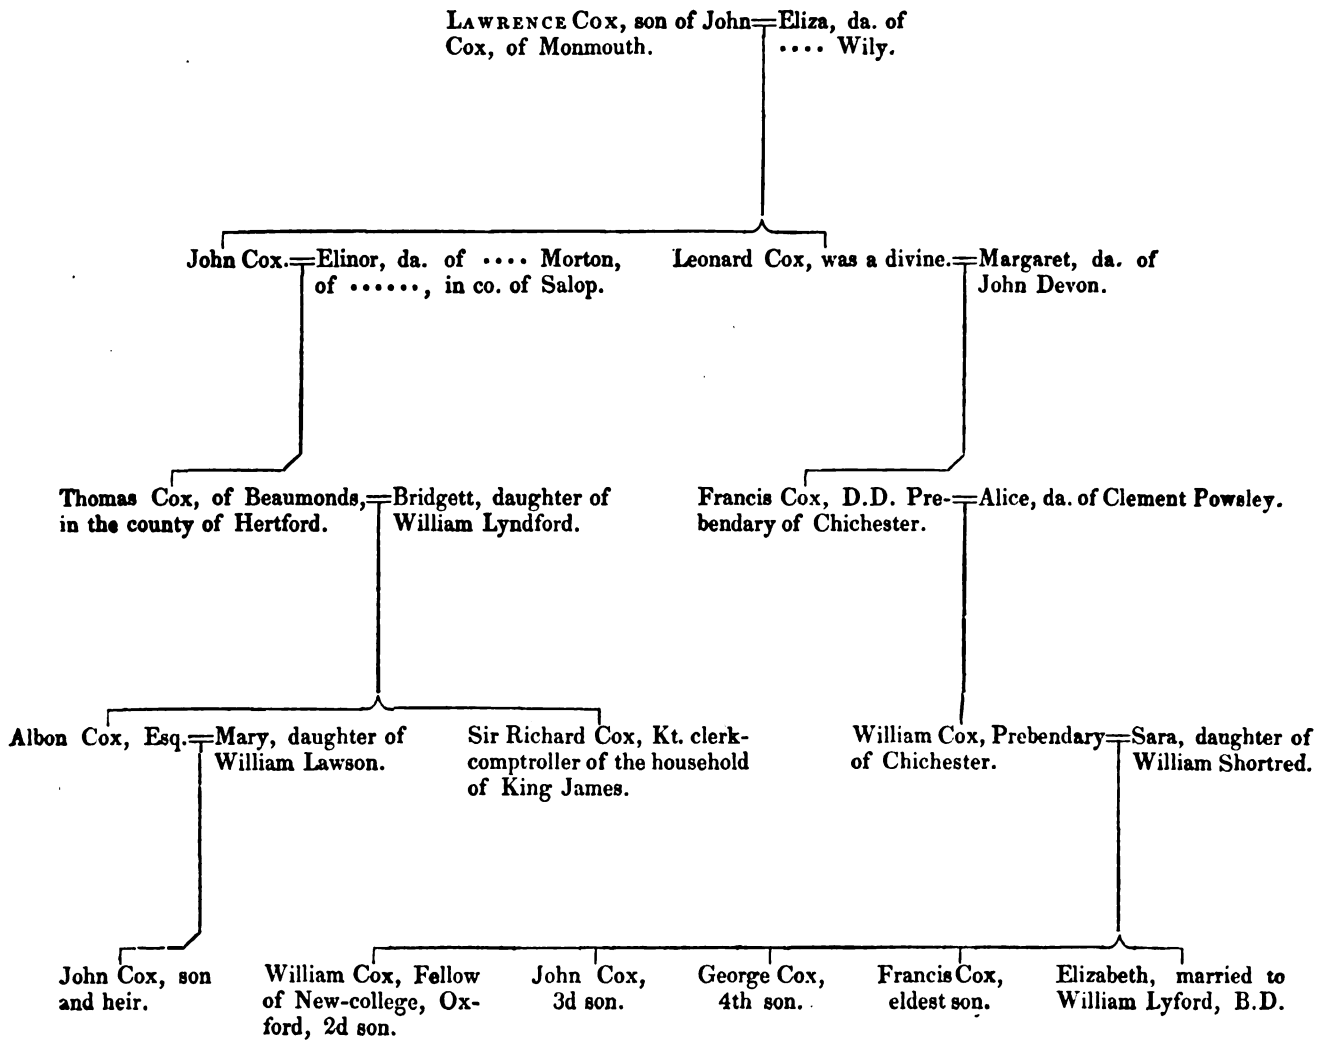 LAWRENCE COX, son of John=Eliza, da. of
Cox, of Monmouth. .... Wily.
John Cox.=Elinor, da. of .... Morton,
of ......, in co. of Salop.
Leonard Cox, was a divine.=Margaret, da. of
John Devon.
Thomas Cox, of Beaumonds,=Bridgett, daughter of
in the county of Hertford. William Lyndford.
Francis Cox, D.D. Pre-=Alice, da. of Clement Powsley.
bendary of Chichester.
Albon Cox, Esq.=Mary, daughter of
William Lawson.
Sir Richard Cox, Kt. clerk-
comptroller of the household
of King James.
William Cox, Prebendary=Sara, daughter of
of Chichester. William Shortred.
John Cox, son
and heir.
William Cox, Fellow
of New-college, Ox-
ford, 2d son.
John Cox,
3d son.
George Cox,
4th son.
Francis Cox,
eldest son.
Elizabeth, married to
William Lyford, B.D.